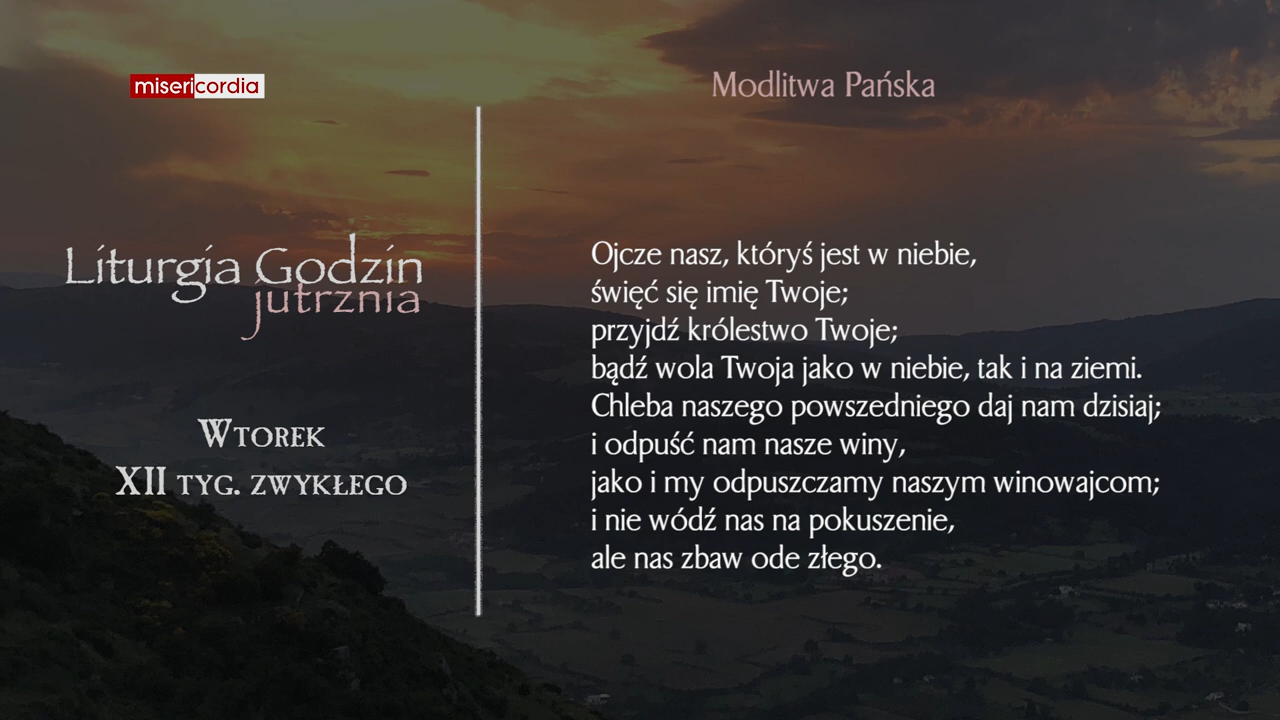 misericordia
Liturgia Godzin
jutrznia
Wtorek
XII tyg. zwykłego
Modlitwa Pańska
Ojcze nasz, któryś jest w niebie,
święć się imię Twoje;
przyjdź królestwo Twoje;
bądź wola Twoja jako w niebie, tak i na ziemi.
Chleba naszego powszedniego daj nam dzisiaj;
i odpuść nam nasze winy,
jako i my odpuszczamy naszym winowajcom;
i nie wódź nas na pokuszenie,
ale nas zbaw ode złego.